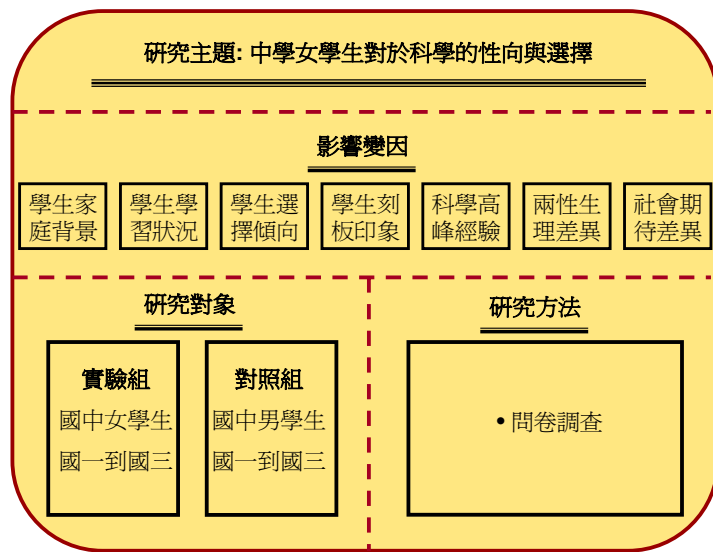 研究主題: 中學女學生對於科學的性向與選擇
影響變因
學生家
庭背景
學生學
習狀況
學生選
擇傾向
學生刻
板印象
科學高
峰經驗
兩性生
理差異
社會期
待差異
研究對象
實驗組
國中女學生
國一到國三
對照組
國中男學生
國一到國三
研究方法
•問卷調查